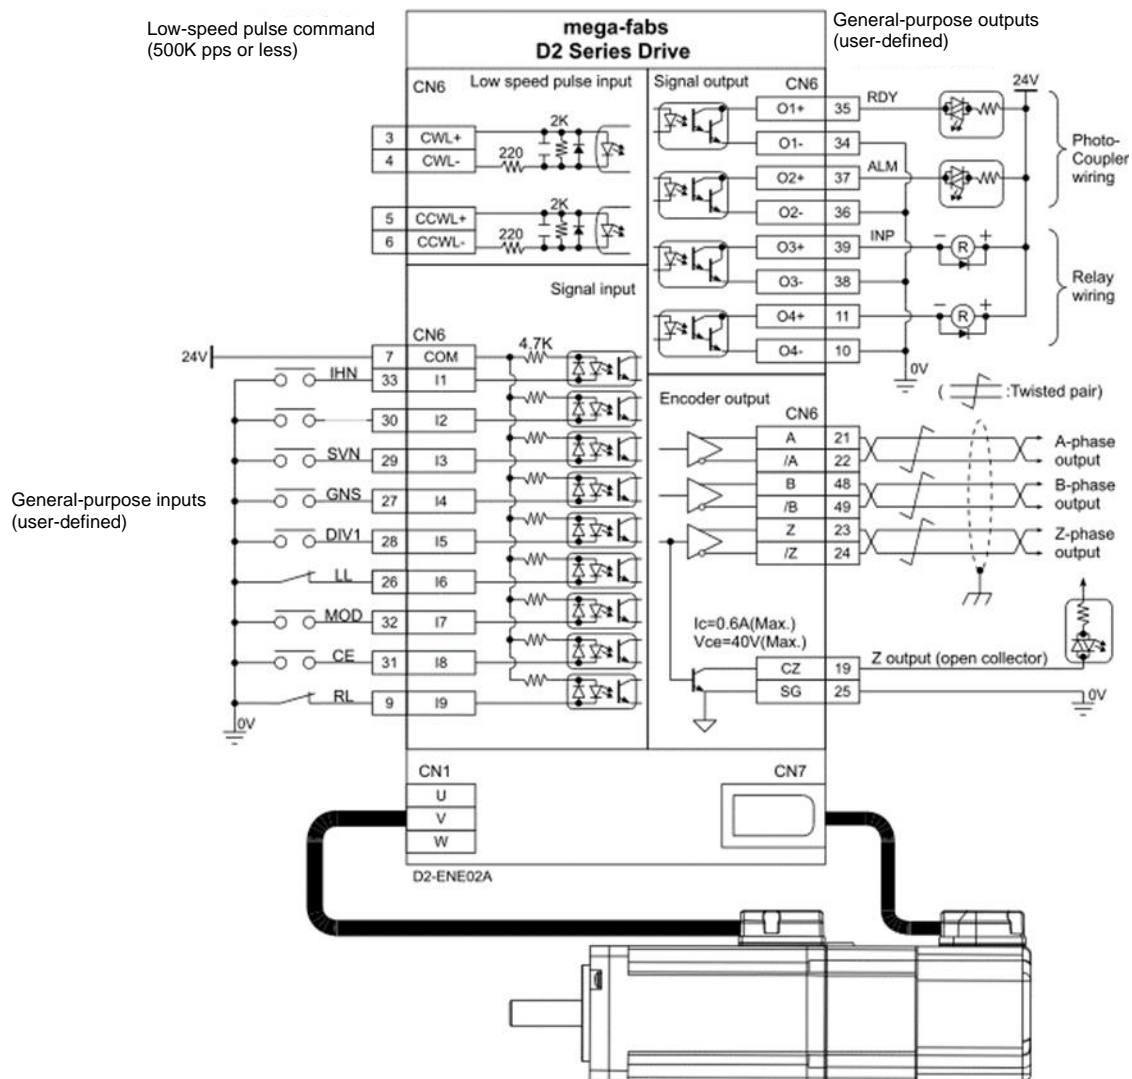 Low-speed pulse command
(500K pps or less)
mega-fabs
D2 Series Drive
General-purpose outputs
(user-defined)
CN6
Low speed pulse input
2K
3
CWL+
4
CWL-
220
2K
5
CCWL+
6
CCWL-
220
Signal output
CN6
24V
O1+
35
RDY
O1-
34
O2+
37
ALM
O2-
36
O3+
39
INP
O3-
38
O4+
11
O4-
10
- R +
- R +
0V
Photo-
Coupler
wiring
Relay
wiring
Signal input
CN6
4.7K
24V
7
COM
IHN
33
I1
30
I2
SVN
29
I3
GNS
27
I4
DIV1
28
I5
LL
26
I6
MOD
32
I7
CE
31
I8
RL
9
I9
0V
General-purpose inputs
(user-defined)
( :Twisted pair)
Encoder output
CN6
A
21
/A
22
B
48
/B
49
Z
23
/Z
24
A-phase
output
B-phase
output
Z-phase
output
Ic=0.6A(Max.)
Vce=40V(Max.)
Z output (open collector)
CZ
19
SG
25
0V
CN1
U
V
W
CN7
D2-ENE02A